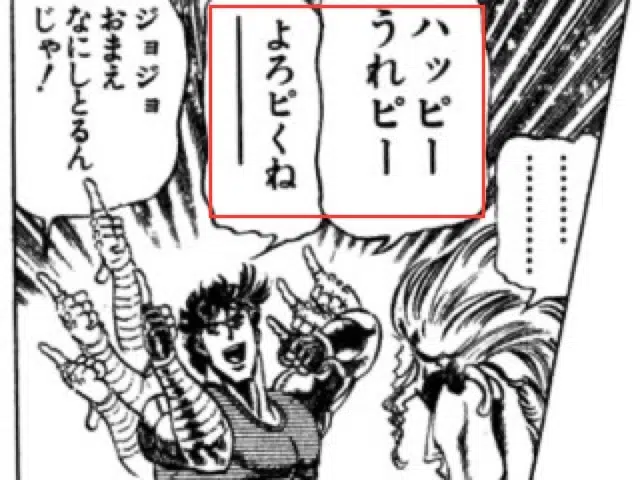 …………
…………
ハッピー
うれピー
よろピくね
――――
ジョジョ
おまえ
なにしとるん
じゃ!